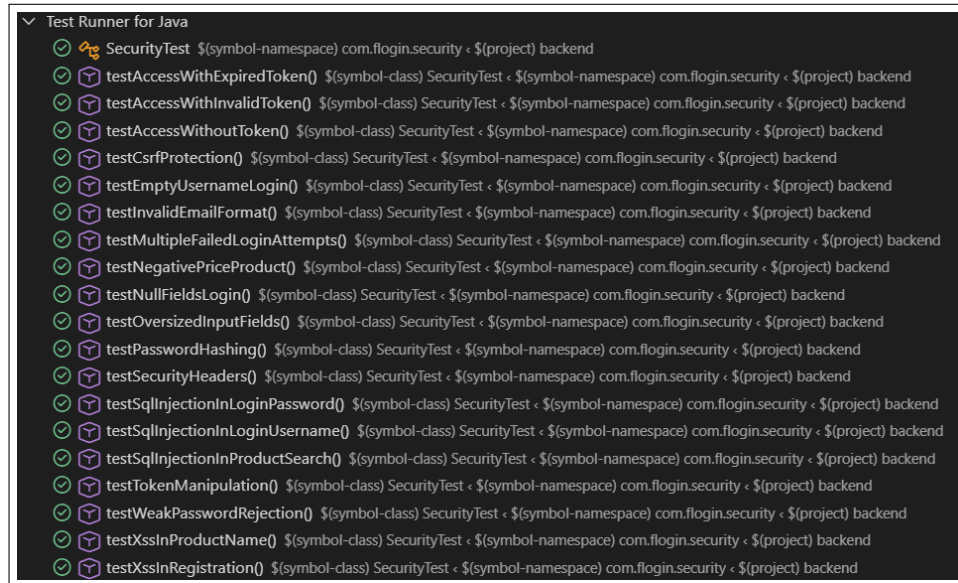 Test Runner for Java
SecurityTest $(symbol-namespace) com.flogin.security < $(project) backend
testAccessWithExpiredToken() $(symbol-class) SecurityTest < $(symbol-namespace) com.flogin.security < $(project) backend
testAccessWithInvalidToken() $(symbol-class) SecurityTest < $(symbol-namespace) com.flogin.security < $(project) backend
testAccessWithoutToken() $(symbol-class) SecurityTest < $(symbol-namespace) com.flogin.security < $(project) backend
testCsrfProtection() $(symbol-class) SecurityTest < $(symbol-namespace) com.flogin.security < $(project) backend
testEmptyUsernameLogin() $(symbol-class) SecurityTest < $(symbol-namespace) com.flogin.security < $(project) backend
testInvalidEmailFormat() $(symbol-class) SecurityTest < $(symbol-namespace) com.flogin.security < $(project) backend
testMultipleFailedLoginAttempts() $(symbol-class) SecurityTest < $(symbol-namespace) com.flogin.security < $(project) backend
testNegativePriceProduct() $(symbol-class) SecurityTest < $(symbol-namespace) com.flogin.security < $(project) backend
testNullFieldsLogin() $(symbol-class) SecurityTest < $(symbol-namespace) com.flogin.security < $(project) backend
testOversizedInputFields() $(symbol-class) SecurityTest < $(symbol-namespace) com.flogin.security < $(project) backend
testPasswordHashing() $(symbol-class) SecurityTest < $(symbol-namespace) com.flogin.security < $(project) backend
testSecurityHeaders() $(symbol-class) SecurityTest < $(symbol-namespace) com.flogin.security < $(project) backend
testSqlInjectionInLoginPassword() $(symbol-class) SecurityTest < $(symbol-namespace) com.flogin.security < $(project) backend
testSqlInjectionInLoginUsername() $(symbol-class) SecurityTest < $(symbol-namespace) com.flogin.security < $(project) backend
testSqlInjectionInProductSearch() $(symbol-class) SecurityTest < $(symbol-namespace) com.flogin.security < $(project) backend
testTokenManipulation() $(symbol-class) SecurityTest < $(symbol-namespace) com.flogin.security < $(project) backend
testWeakPasswordRejection() $(symbol-class) SecurityTest < $(symbol-namespace) com.flogin.security < $(project) backend
testXssInProductName() $(symbol-class) SecurityTest < $(symbol-namespace) com.flogin.security < $(project) backend
testXssInRegistration() $(symbol-class) SecurityTest < $(symbol-namespace) com.flogin.security < $(project) backend